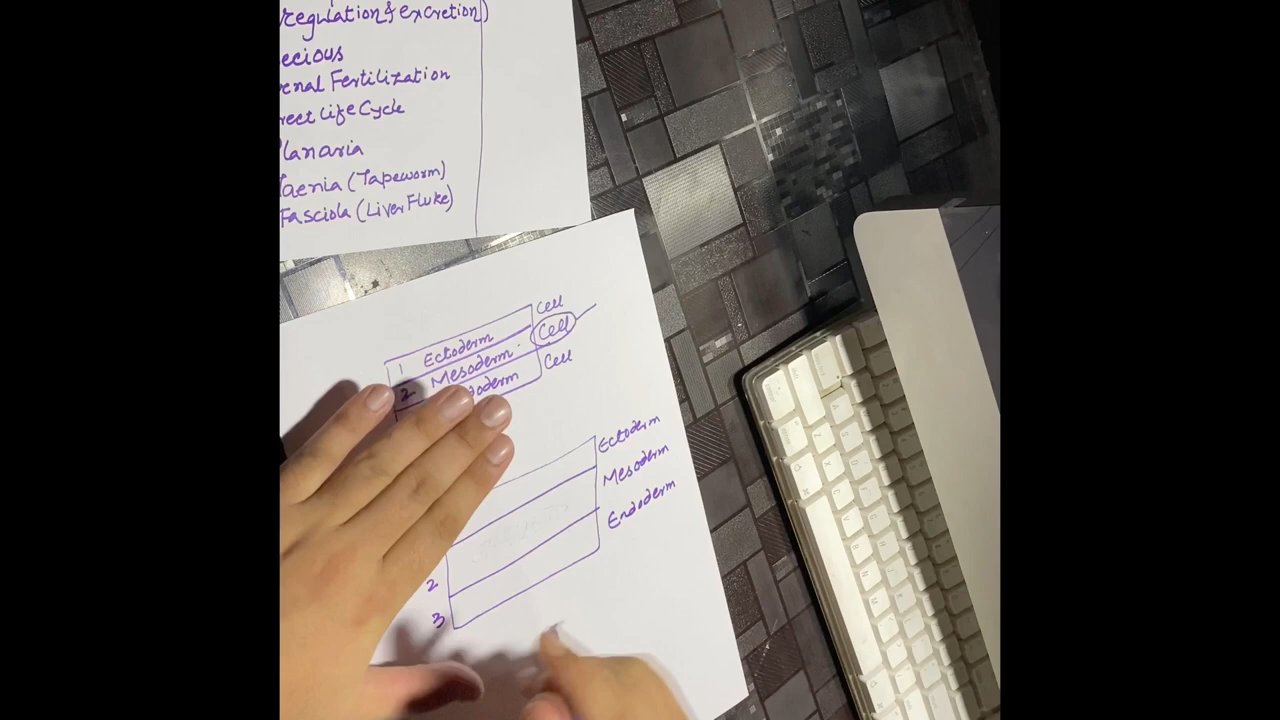 regulation & excretion)
ecious
enal Fertilization
rect Life Cycle
Planaria
Taenia (Tapeworm)
Fasciola (Liver Fluke)
1 Ectoderm Cell
2 Mesoderm Cell
oderm Cell
Ectoderm
Mesoderm
Endoderm
2
3